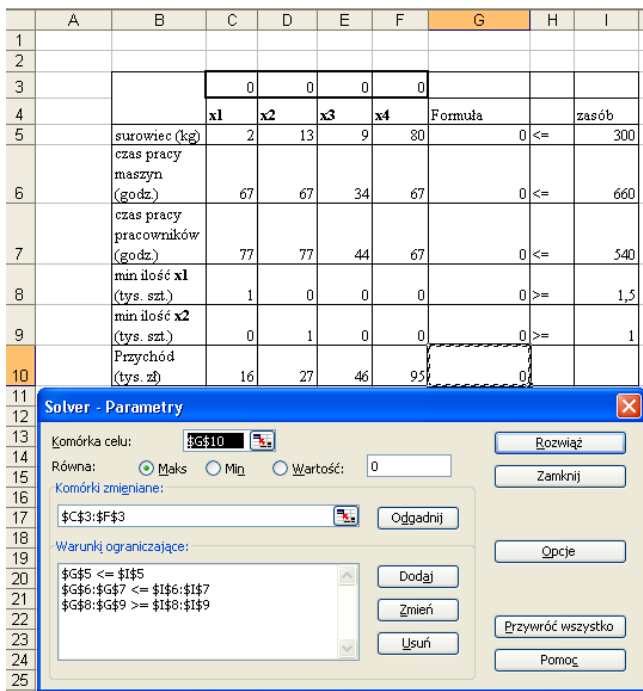 A B C D E F G H I
1
2
3 0 0 0 0
4 x1 x2 x3 x4 Formuła zasób
5 surowiec (kg) 2 13 9 80 0 <= 300
czas pracy
maszyn
6 (godz.) 67 67 34 67 0 <= 660
czas pracy
pracowników
7 (godz.) 77 77 44 67 0 <= 540
min ilość x1
8 (tys. szt.) 1 0 0 0 0 >= 1,5
min ilość x2
9 (tys. szt.) 0 1 0 0 0 >= 1
Przychód
10 (tys. zł) 16 27 46 95 0
11
12
13
14
15
16
17
18
19
20
21
22
23
24
25
Solver - Parametry
Komórka celu: $G$10 Rozwiąż
Równa: Maks Min Wartość: 0 Zamknij
Komórki zmieniane:
$C$3:$F$3 Odgadnij
Warunki ograniczające: Opcje
$G$5 <= $I$5 Dodaj
$G$6:$G$7 <= $I$6:$I$7
$G$8:$G$9 >= $I$8:$I$9
Zmień
Przywróć wszystko
Usuń
Pomoc